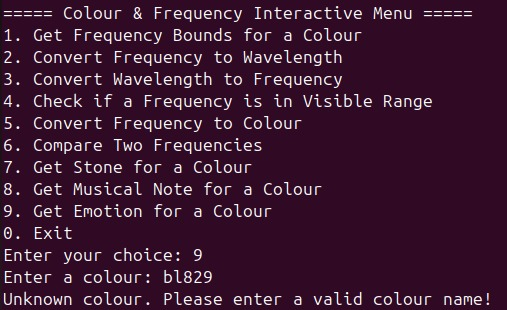 ===== Colour & Frequency Interactive Menu =====
1. Get Frequency Bounds for a Colour
2. Convert Frequency to Wavelength
3. Convert Wavelength to Frequency
4. Check if a Frequency is in Visible Range
5. Convert Frequency to Colour
6. Compare Two Frequencies
7. Get Stone for a Colour
8. Get Musical Note for a Colour
9. Get Emotion for a Colour
0. Exit
Enter your choice: 9
Enter a colour: bl829
Unknown colour. Please enter a valid colour name!